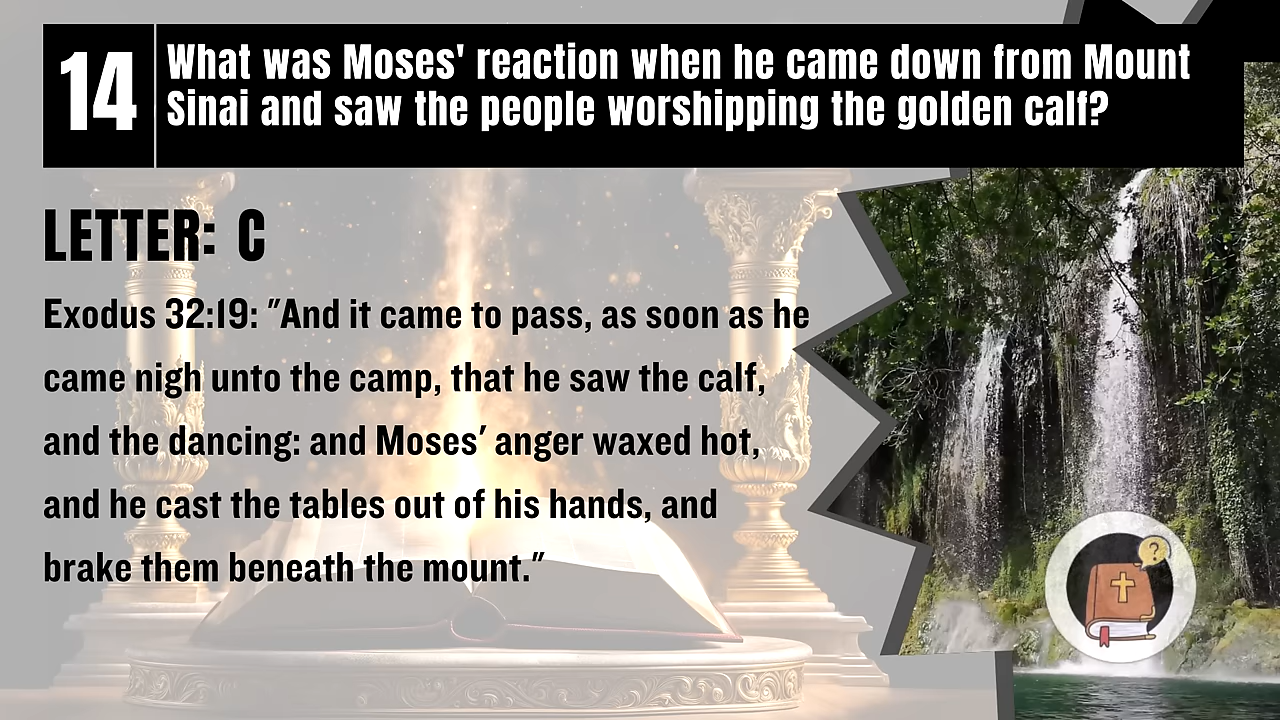 14
What was Moses' reaction when he came down from Mount
Sinai and saw the people worshipping the golden calf?
LETTER: C
Exodus 32:19: "And it came to pass, as soon as he
came nigh unto the camp, that he saw the calf,
and the dancing: and Moses' anger waxed hot,
and he cast the tables out of his hands, and
brake them beneath the mount."
?